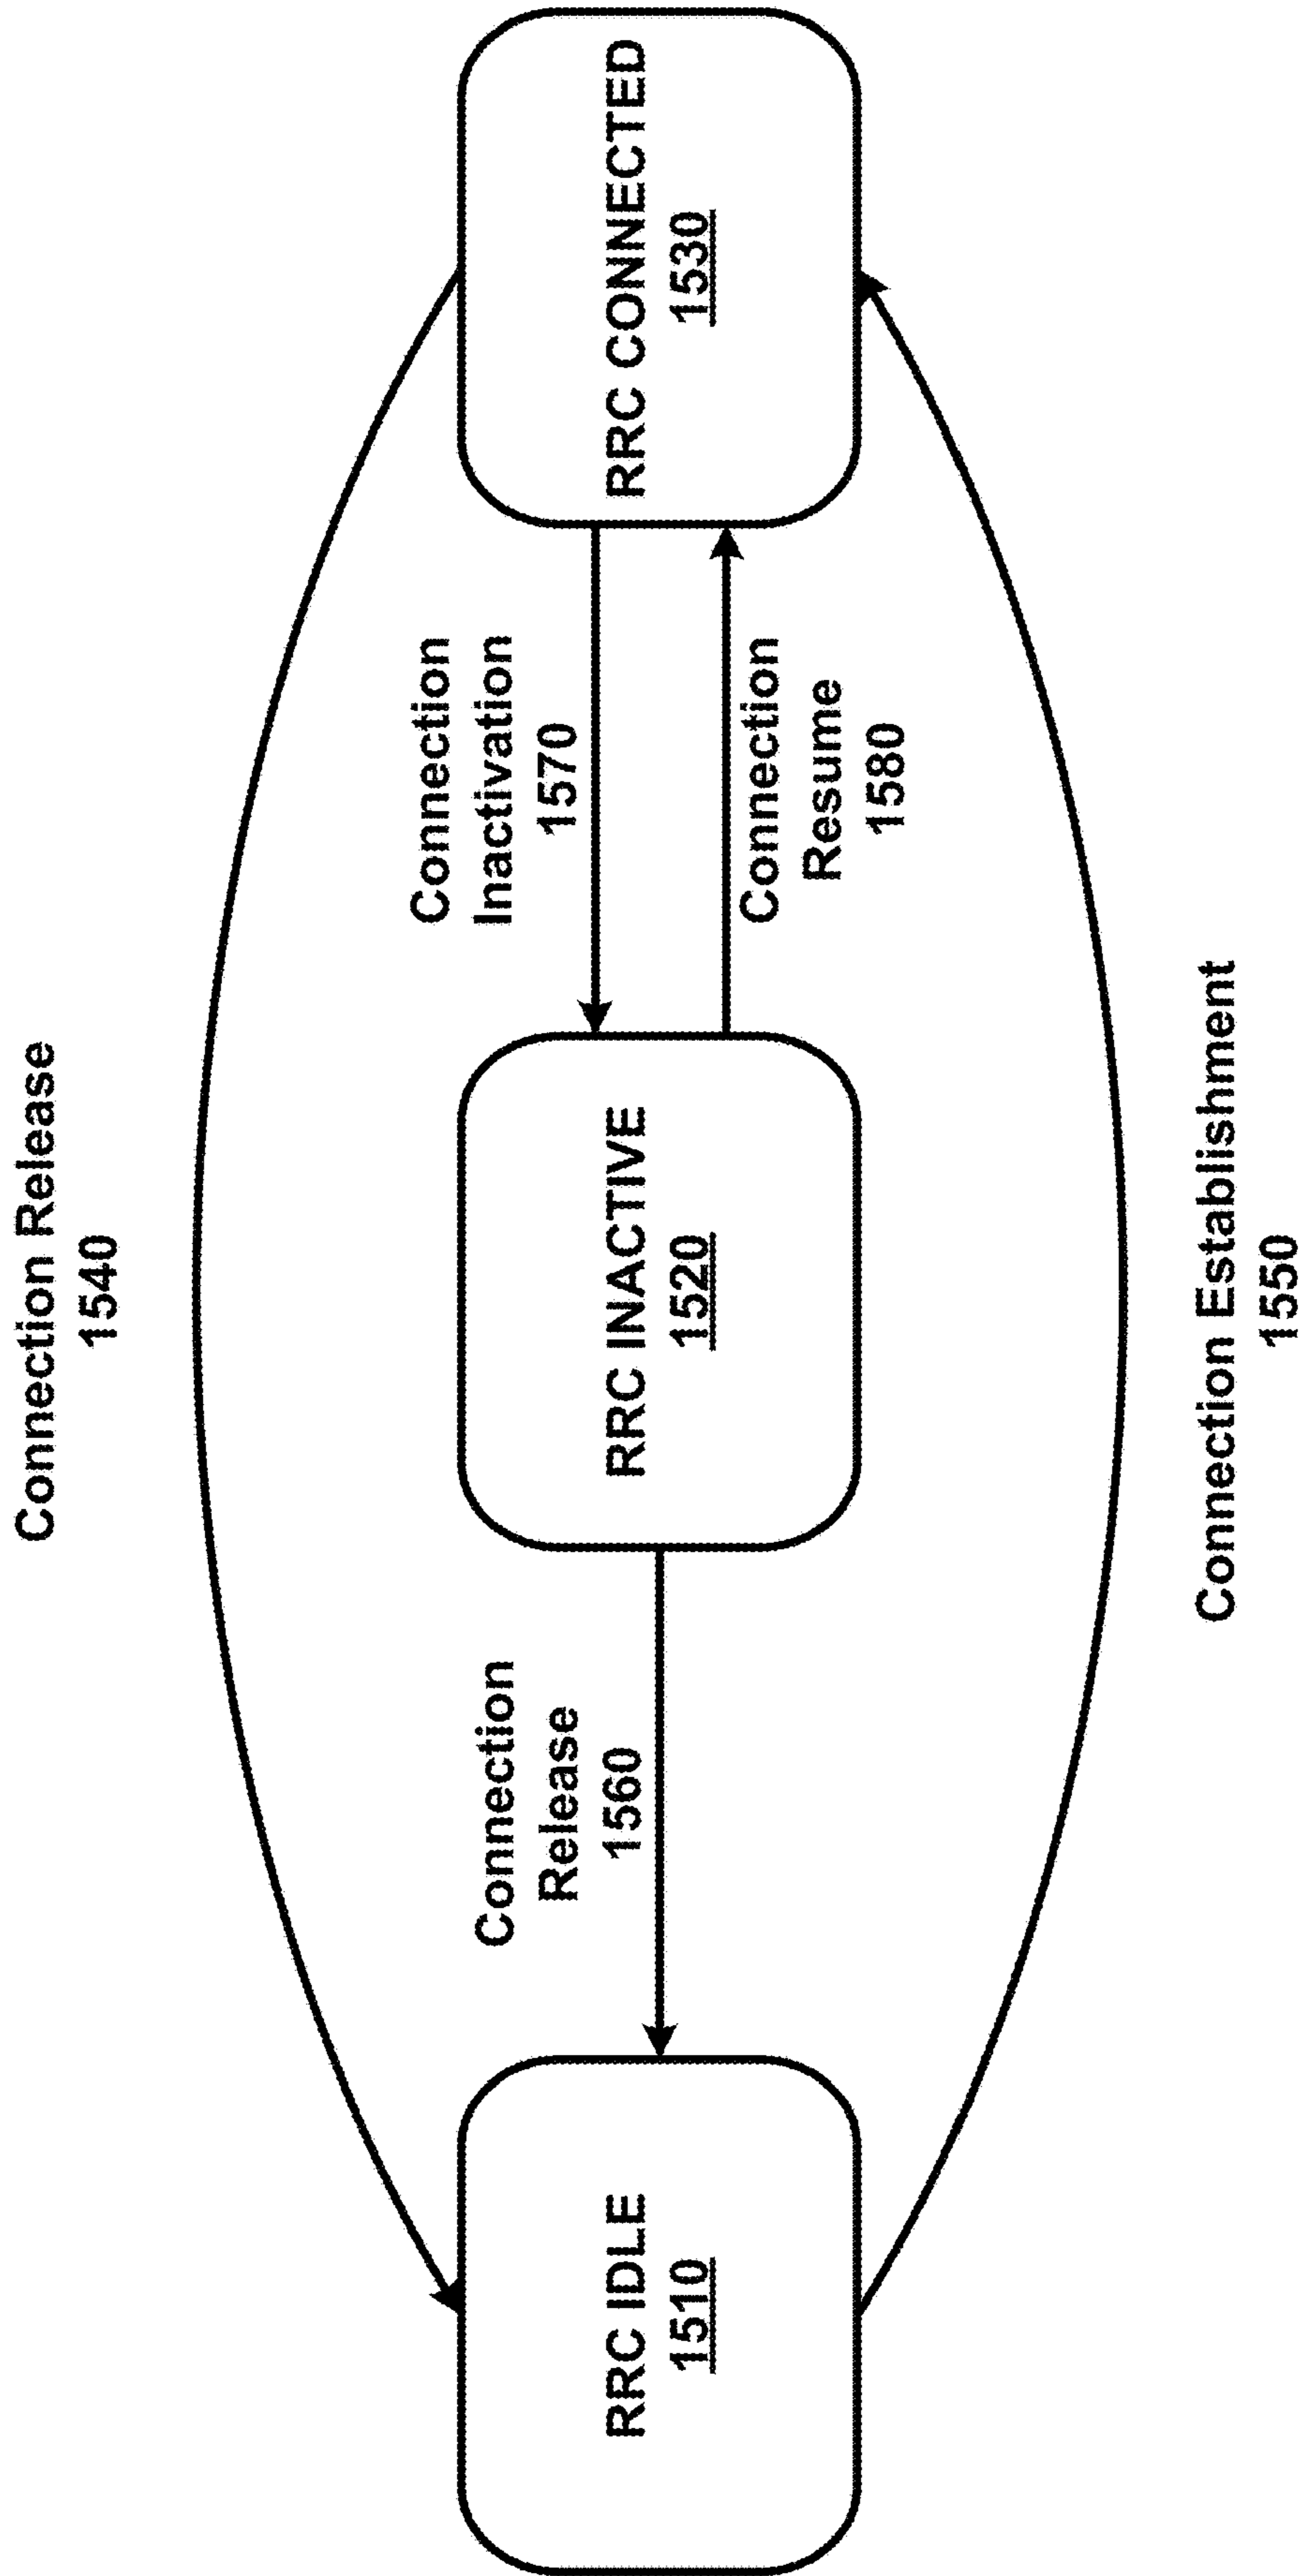 Connection Release
1540
Connection
Inactivation
1570
Connection
Release
1560
RRC IDLE
1510
RRC INACTIVE
1520
RRC CONNECTED
1530
Connection
Resume
1580
Connection Establishment
1550